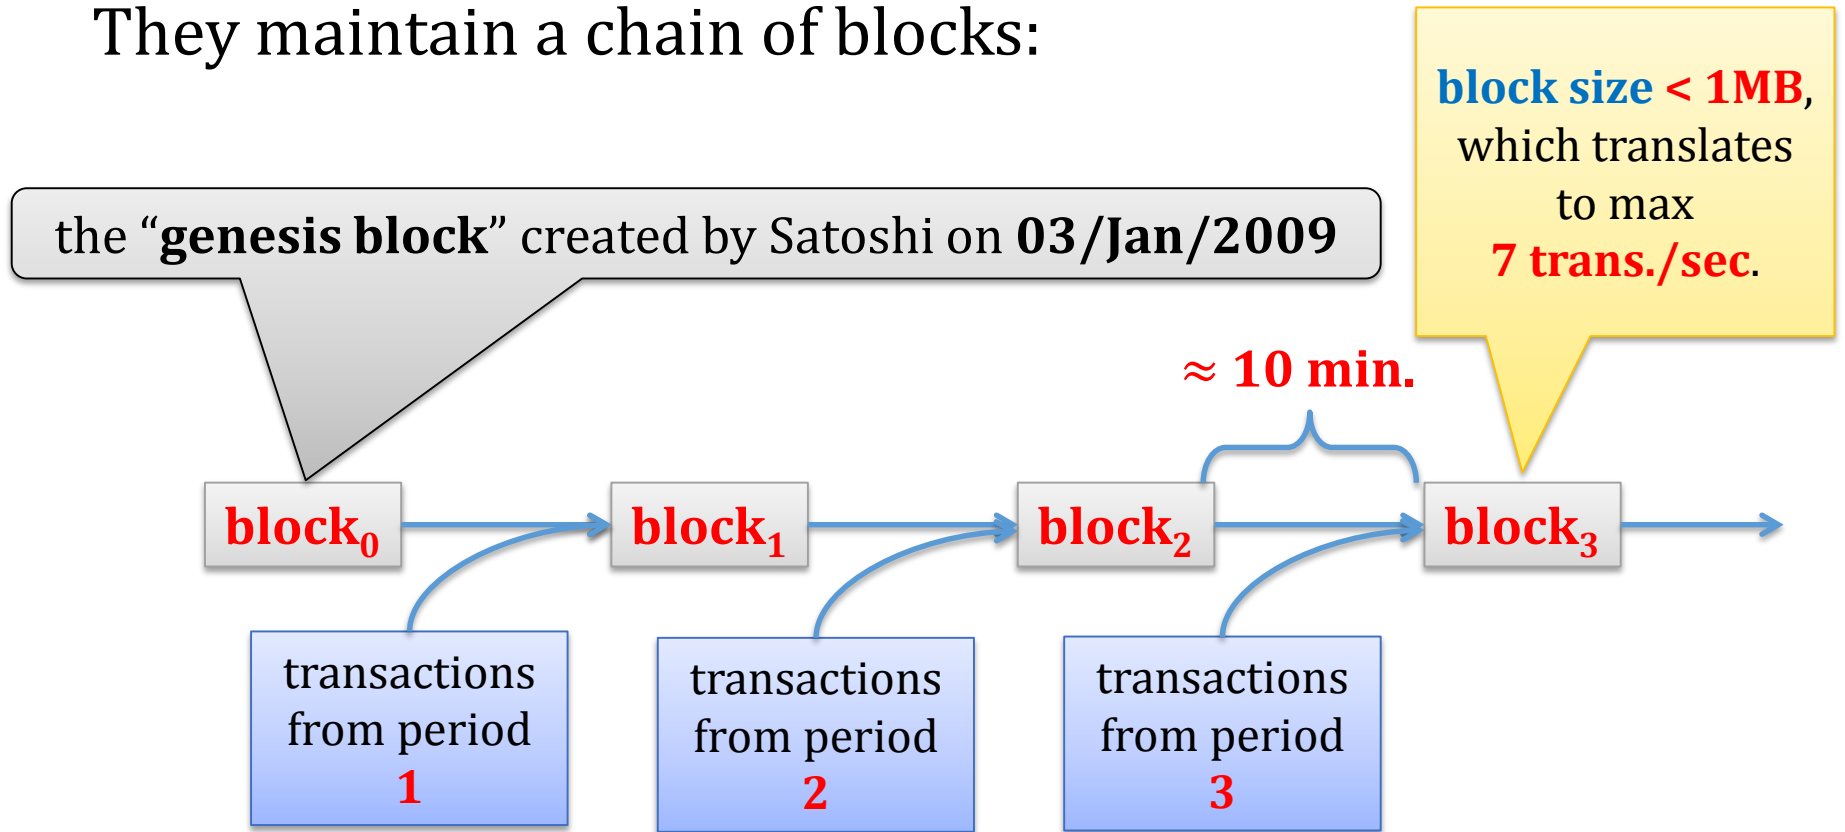 They maintain a chain of blocks:
block size < 1MB,
which translates
to max
7 trans./sec.
the “genesis block” created by Satoshi on 03/Jan/2009
≈ 10 min.
block₀
block₁
block₂
block₃
transactions
from period
1
transactions
from period
2
transactions
from period
3